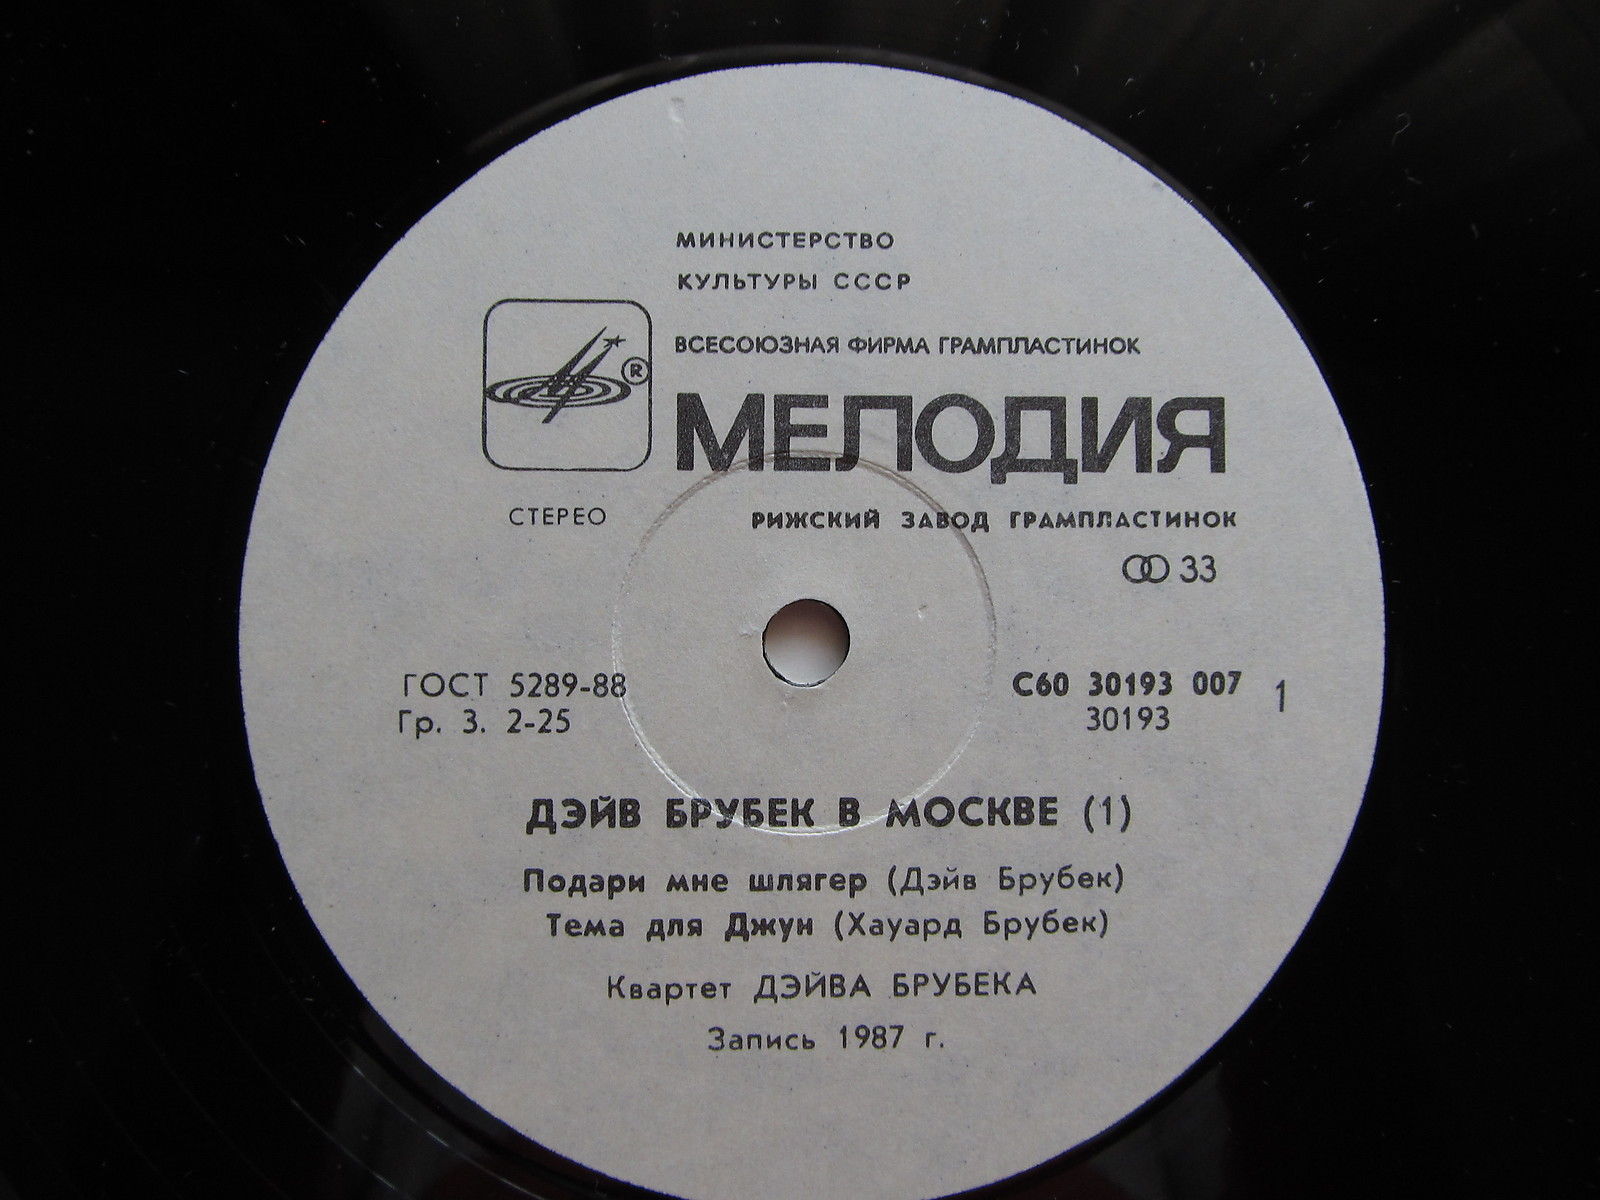 МИНИСТЕРСТВО
КУЛЬТУРЫ СССР
ВСЕСОЮЗНАЯ ФИРМА ГРАМПЛАСТИНОК
®
МЕЛОДИЯ
СТЕРЕО
РИЖСКИЙ ЗАВОД ГРАМПЛАСТИНОК
33
ГОСТ 5289-88
Гр. 3. 2-25
С60 30193 007 1
30193
ДЭЙВ БРУБЕК В МОСКВЕ (1)
Подари мне шлягер (Дэйв Брубек)
Тема для Джун (Хауард Брубек)
Квартет ДЭЙВА БРУБЕКА
Запись 1987 г.